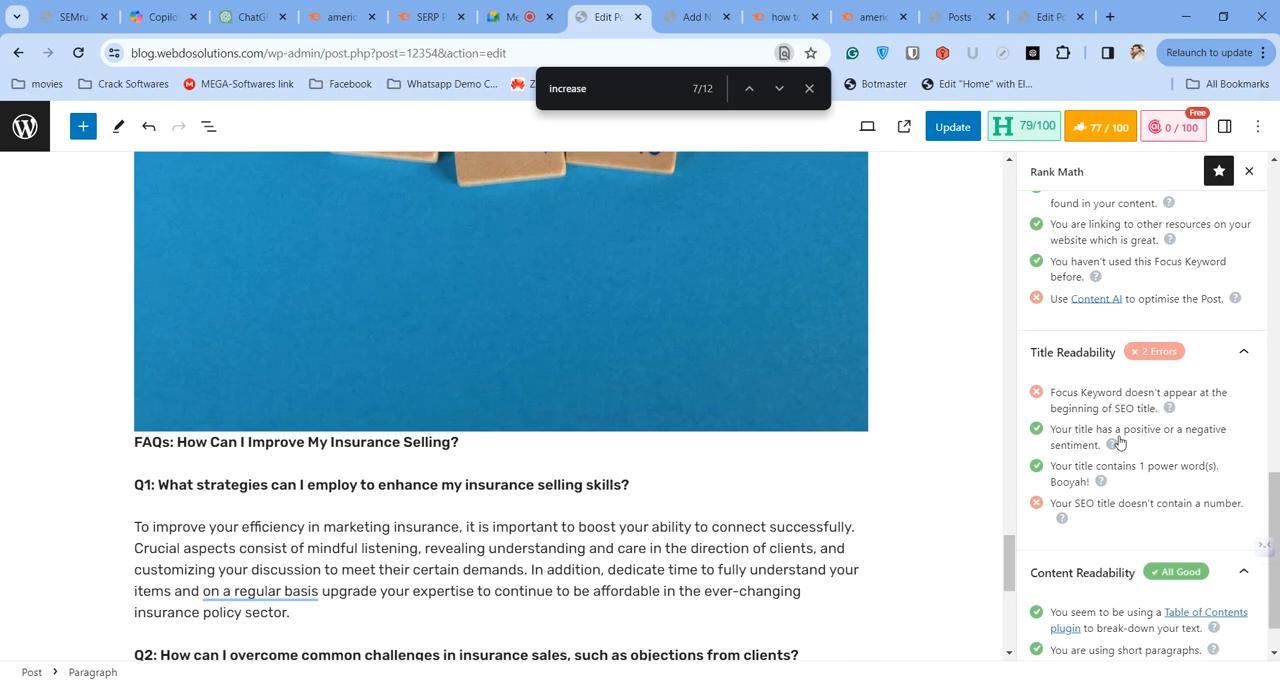 SEMru
Copilo
ChatG
americ
SERP P
Me
Edit Po
Add N
how to
americ
Posts -
Edit Po
blog.webdosolutions.com/wp-admin/post.php?post=12354&action=edit
Relaunch to update
movies
Crack Softwares
MEGA-Softwares link
Facebook
Whatsapp Demo C...
Botmaster
Edit "Home" with El...
All Bookmarks
increase
7/12
Update
79/100
77 / 100
0 / 100
Free
Rank Math
found in your content.
You are linking to other resources on your
website which is great.
You haven't used this Focus Keyword
before.
Use Content AI to optimise the Post.
Title Readability
× 2 Errors
Focus Keyword doesn't appear at the
beginning of SEO title.
Your title has a positive or a negative
sentiment.
Your title contains 1 power word(s).
Booyah!
Your SEO title doesn't contain a number.
Content Readability
All Good
You seem to be using a Table of Contents
plugin to break-down your text.
You are using short paragraphs.
FAQs: How Can I Improve My Insurance Selling?
Q1: What strategies can I employ to enhance my insurance selling skills?
To improve your efficiency in marketing insurance, it is important to boost your ability to connect successfully.
Crucial aspects consist of mindful listening, revealing understanding and care in the direction of clients, and
customizing your discussion to meet their certain demands. In addition, dedicate time to fully understand your
items and on a regular basis upgrade your expertise to continue to be affordable in the ever-changing
insurance policy sector.
Q2: How can I overcome common challenges in insurance sales, such as objections from clients?
Post
Paragraph